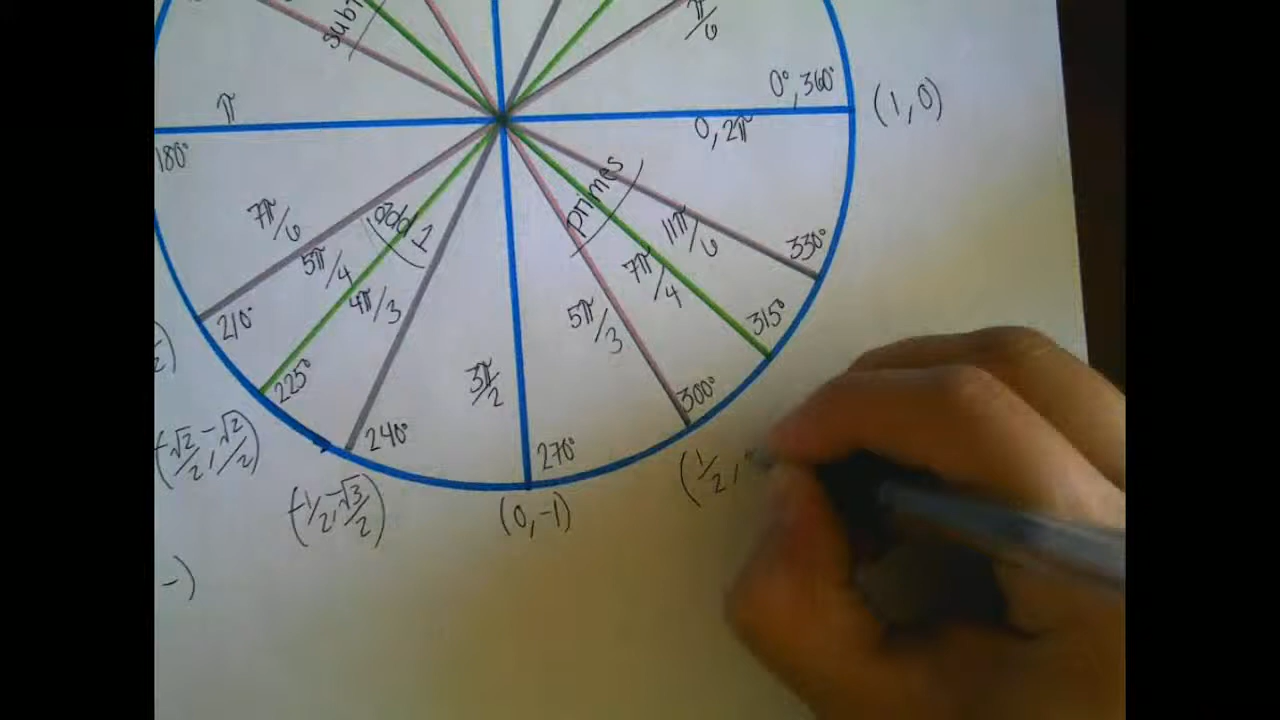 subt
π/6
0°, 360°
(1, 0)
π
0, 2π
180°
primes
7π/6
add 1
11π/6
330°
5π/4
7π/4
4π/3
5π/3
315°
210°
3π/2
300°
225°
240°
270°
(-√2/2, -√2/2)
(-1/2, -√3/2)
(0, -1)
(1/2,
-)